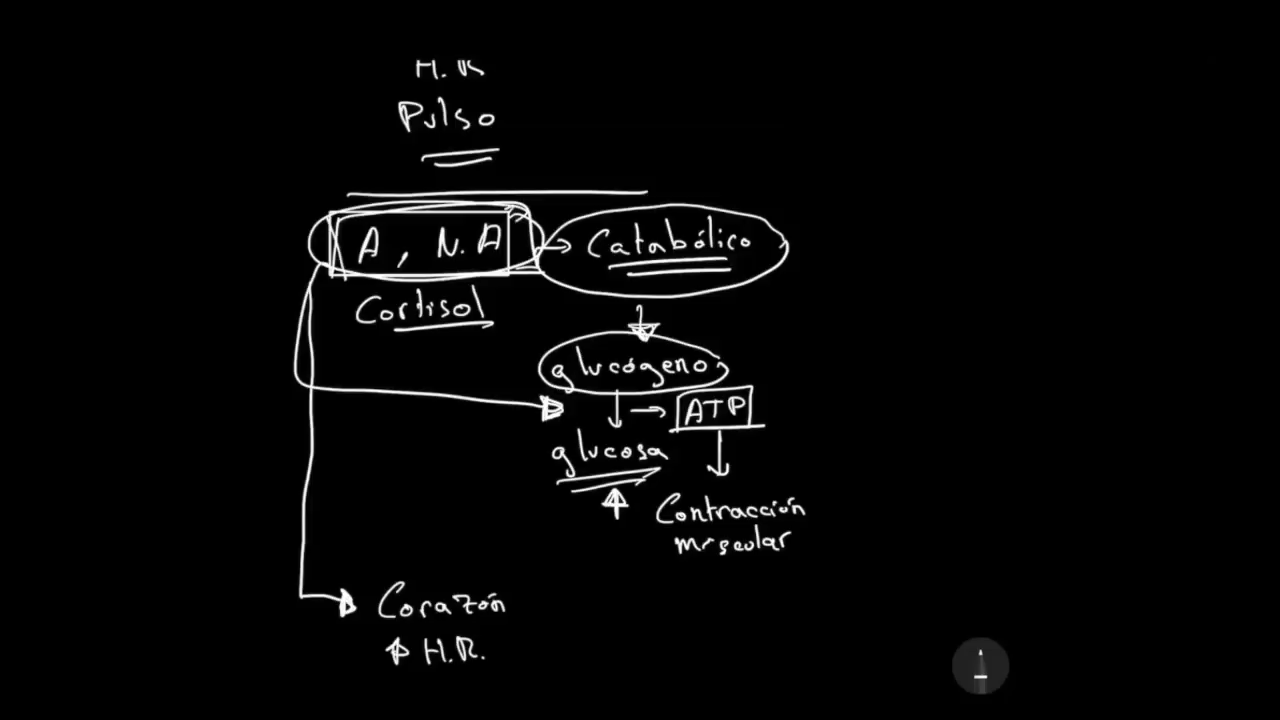 H.R
Pulso
A, N.A → Catabólico
Cortisol
glucógeno
→ ATP
glucosa
Contracción
muscular
Corazón
↑ H.R.